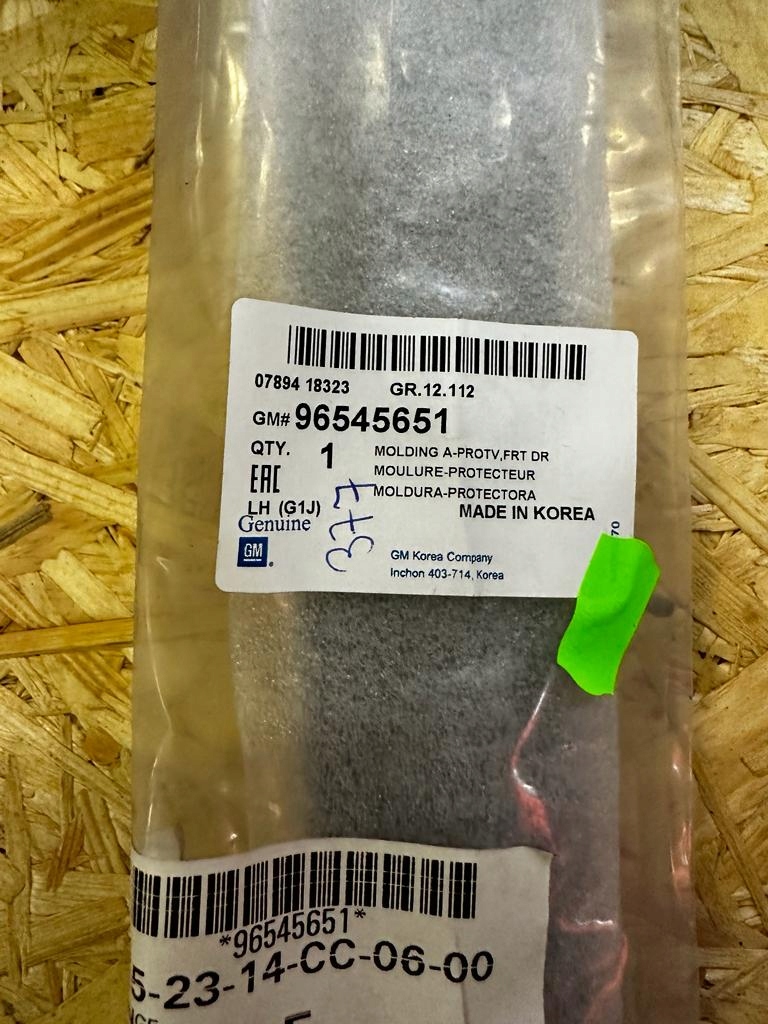 07894 18323 GR.12.112
GM# 96545651
QTY. 1 MOLDING A-PROTV,FRT DR
EAC MOULURE-PROTECTEUR
MOLDURA-PROTECTORA
LH (G1J) MADE IN KOREA
Genuine
GM
377
GM Korea Company
Inchon 403-714, Korea
70
*96545651*
5-23-14-CC-06-00